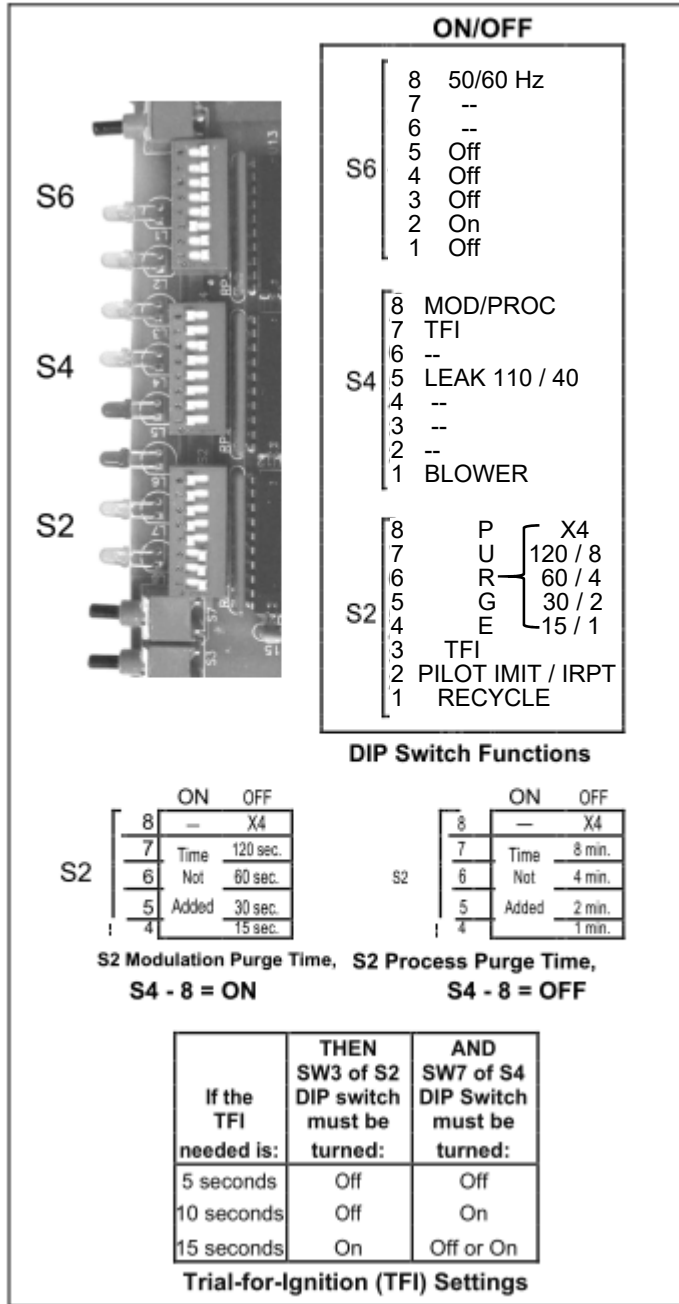 ON/OFF
S6
8 50/60 Hz
7 --
6 --
5 Off
4 Off
3 Off
2 On
1 Off
S4
8 MOD/PROC
7 TFI
6 --
5 LEAK 110 / 40
4 --
3 --
2 --
1 BLOWER
S2
8 P X4
7 U 120 / 8
6 R 60 / 4
5 G 30 / 2
4 E 15 / 1
3 TFI
2 PILOT IMIT / IRPT
1 RECYCLE
S6
S4
S2
DIP Switch Functions
ON OFF
S2
8 — X4
7 Time 120 sec.
6 Not 60 sec.
5 Added 30 sec.
4 15 sec.
S2 Modulation Purge Time,
S4 - 8 = ON
ON OFF
S2
8 — X4
7 Time 8 min.
6 Not 4 min.
5 Added 2 min.
4 1 min.
S2 Process Purge Time,
S4 - 8 = OFF
If the TFI needed is: THEN SW3 of S2 DIP switch must be turned: AND SW7 of S4 DIP Switch must be turned:
5 seconds Off Off
10 seconds Off On
15 seconds On Off or On
Trial-for-Ignition (TFI) Settings